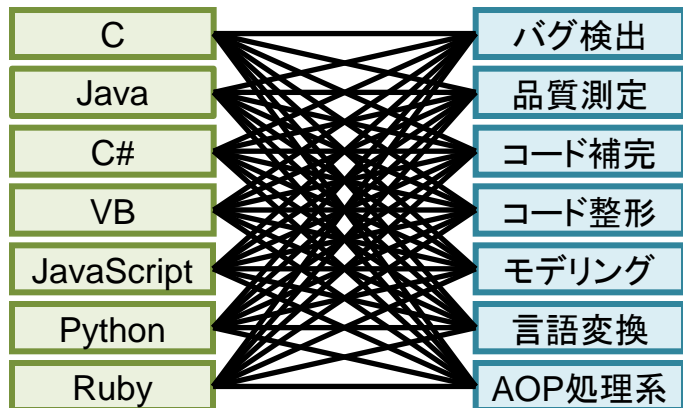 C
バグ検出
Java
品質測定
C#
コード補完
VB
コード整形
JavaScript
モデリング
Python
言語変換
Ruby
AOP処理系